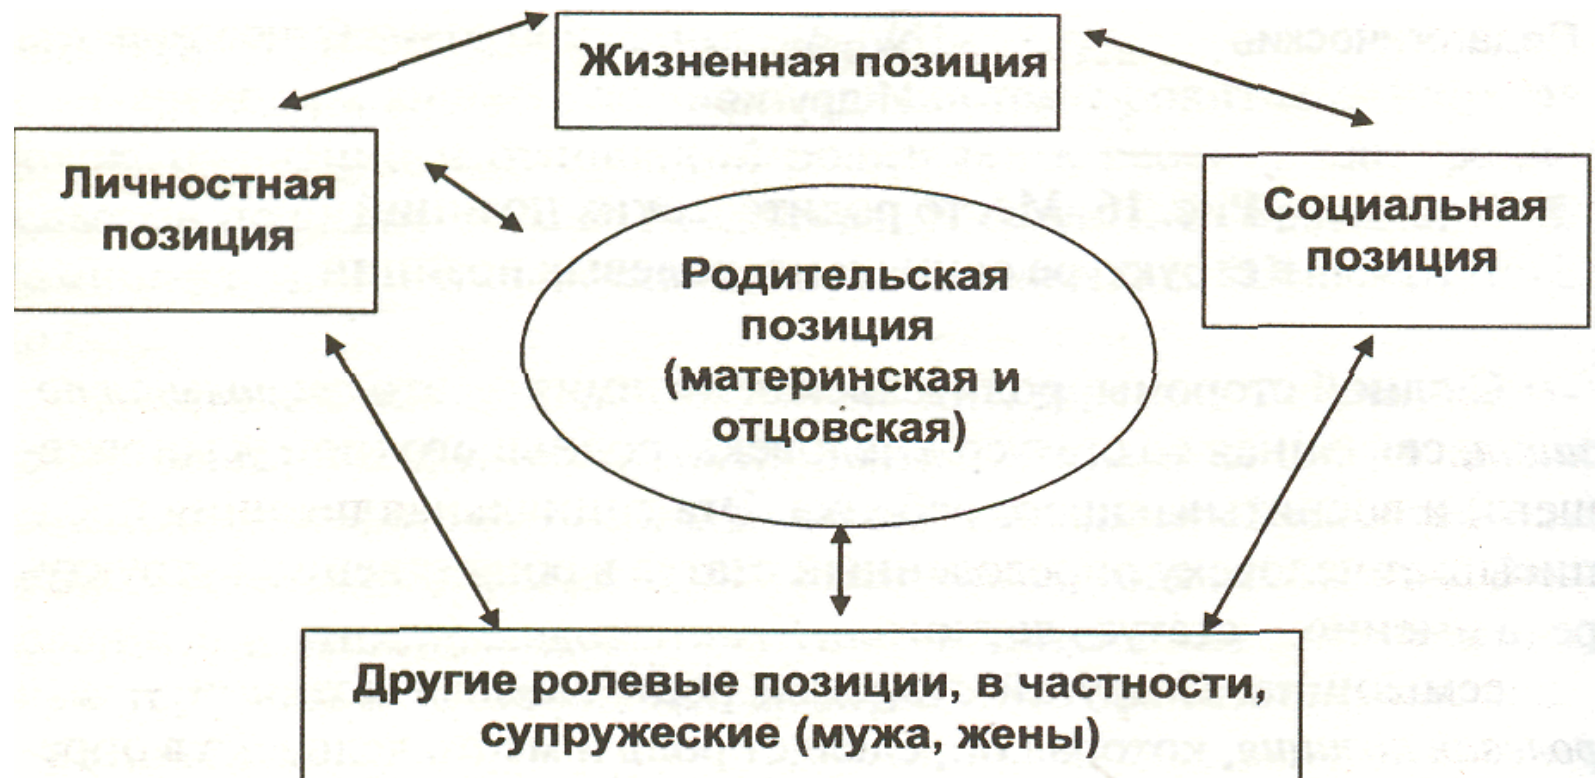 Жизненная позиция
Личностная
позиция
Социальная
позиция
Родительская
позиция
(материнская и
отцовская)
Другие ролевые позиции, в частности,
супружеские (мужа, жены)